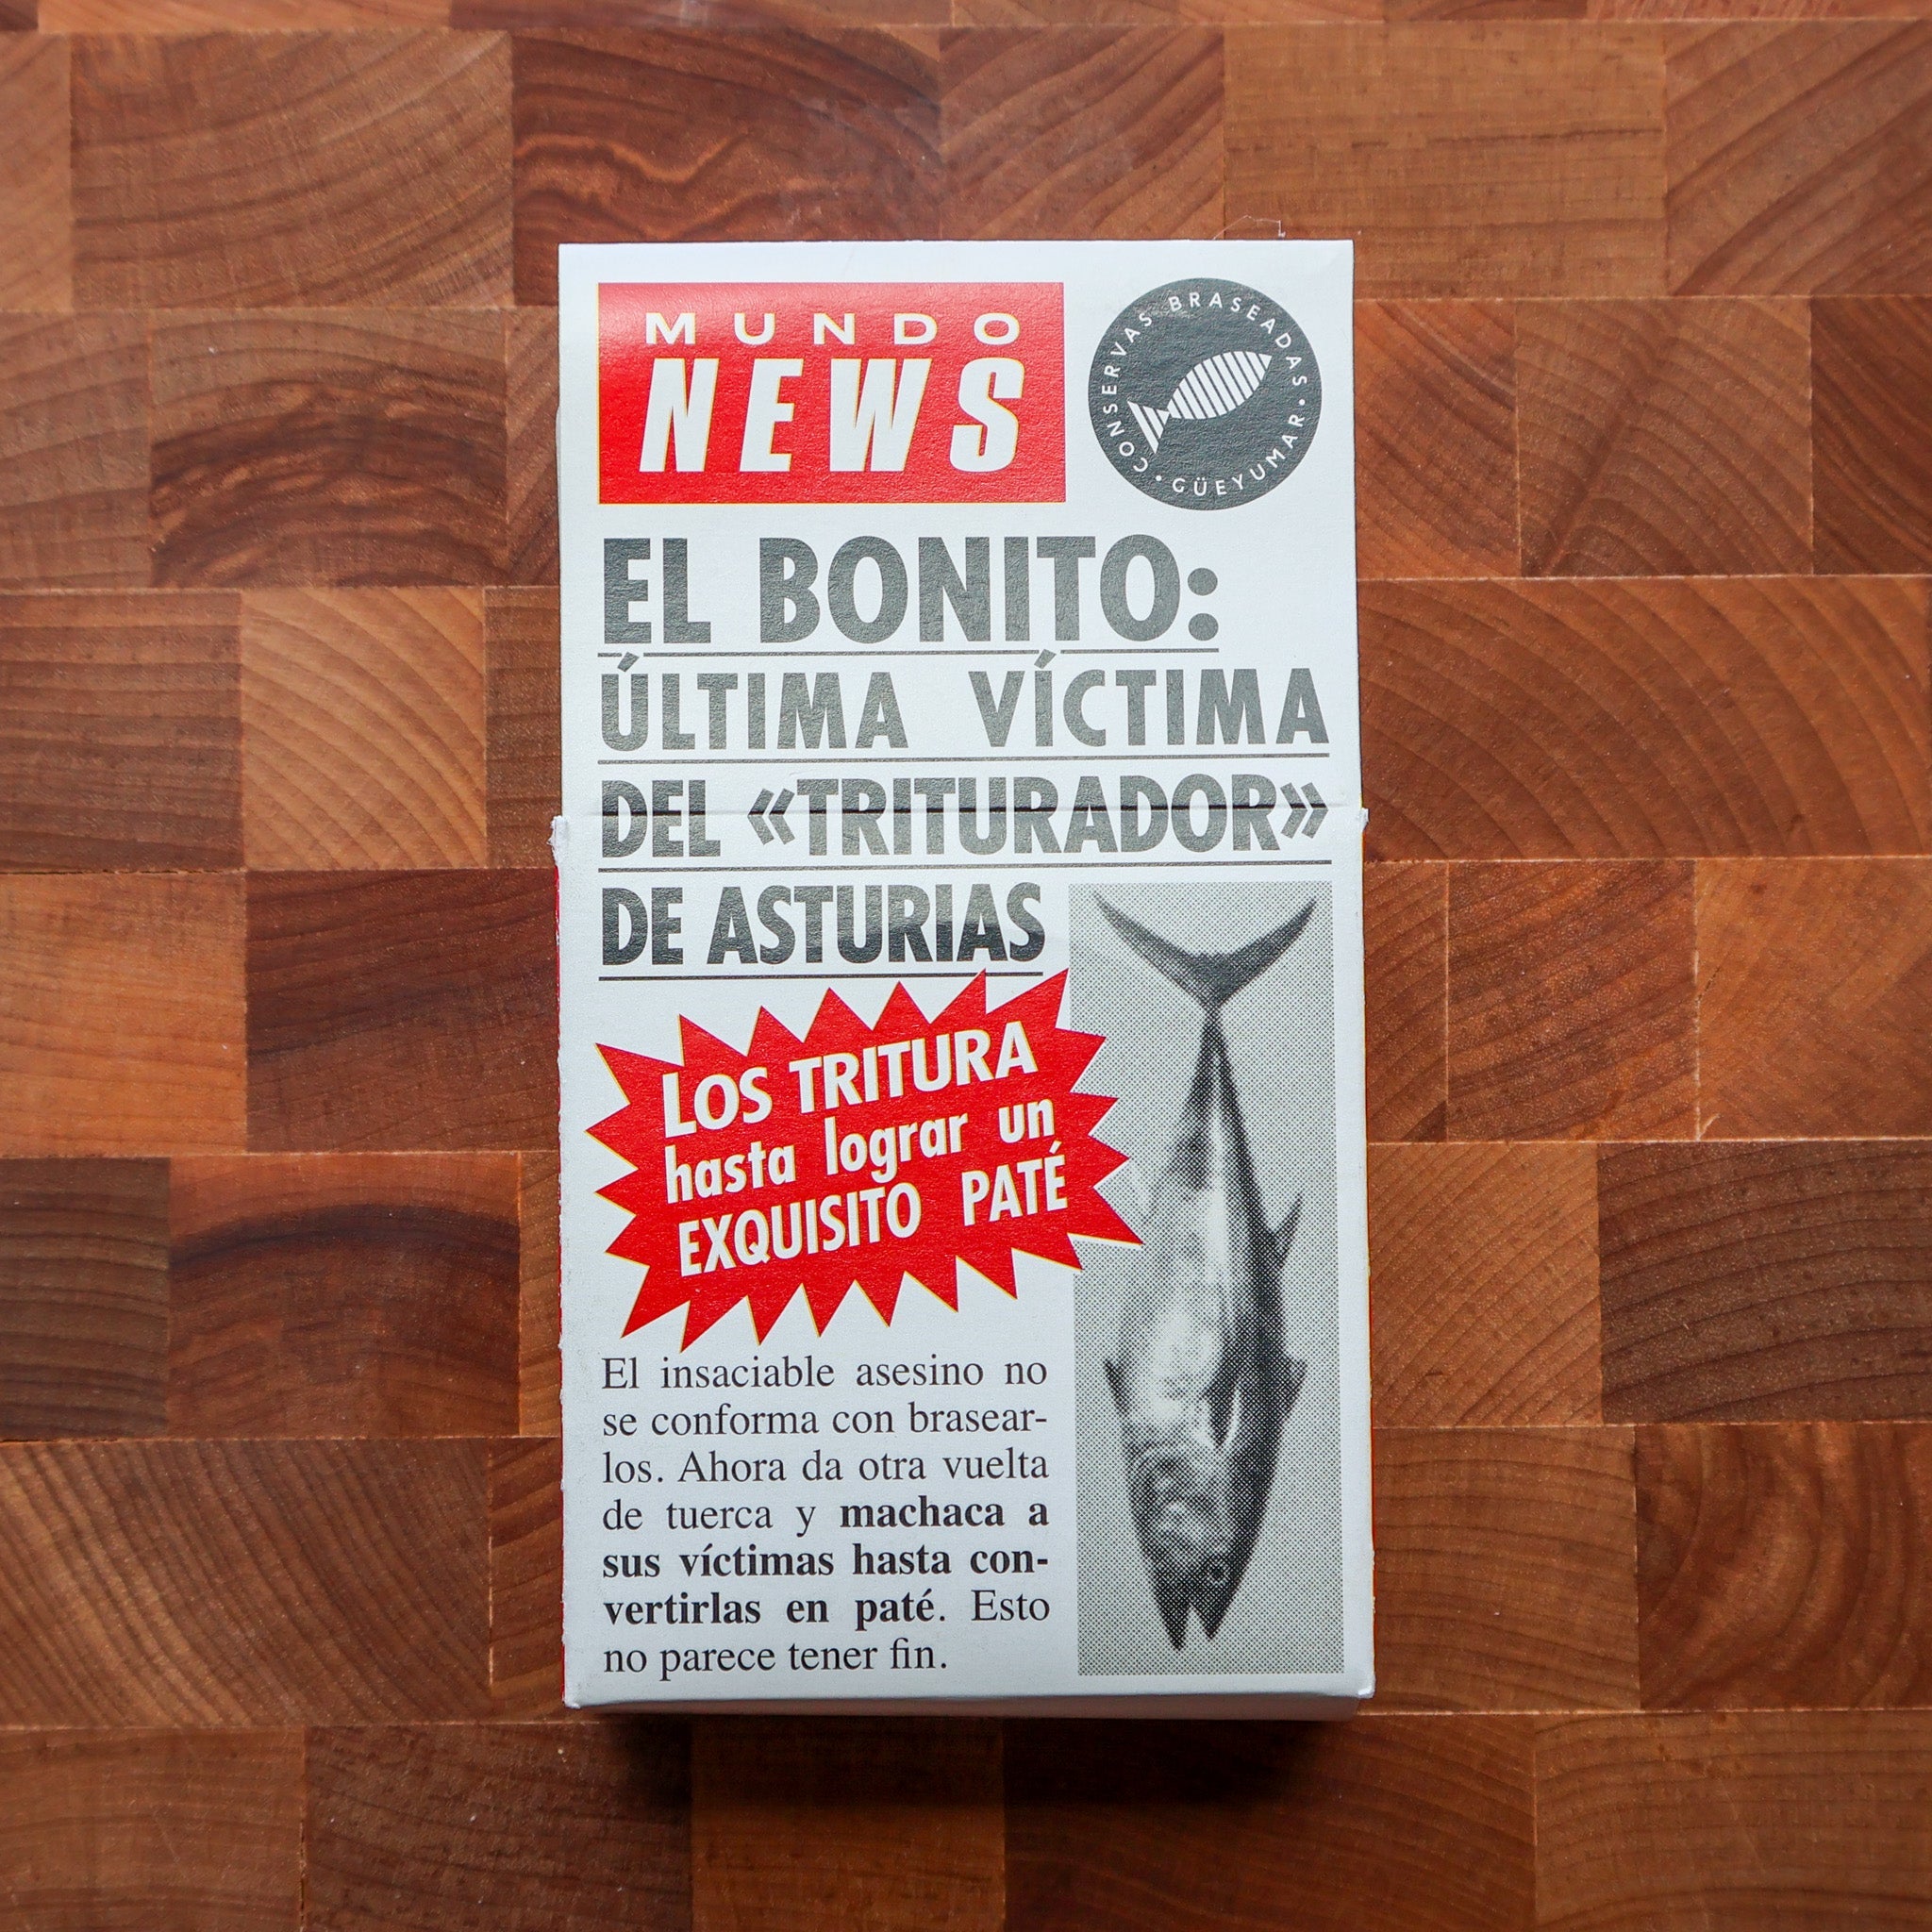 MUNDO
NEWS
CONSERVAS BRASEADAS • GÜEYUMAR •
EL BONITO:
ÚLTIMA VÍCTIMA
DEL «TRITURADOR»
DE ASTURIAS
LOS TRITURA
hasta lograr un
EXQUISITO PATÉ
El insaciable asesino no
se conforma con brasear-
los. Ahora da otra vuelta
de tuerca y machaca a
sus víctimas hasta con-
vertirlas en paté. Esto
no parece tener fin.